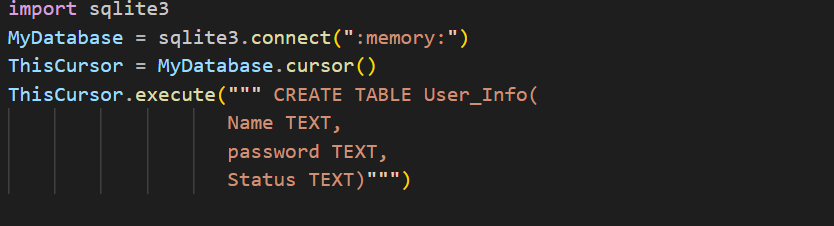 import sqlite3
MyDatabase = sqlite3.connect(":memory:")
ThisCursor = MyDatabase.cursor()
ThisCursor.execute(""" CREATE TABLE User_Info(
                   Name TEXT,
                   password TEXT,
                   Status TEXT)""")